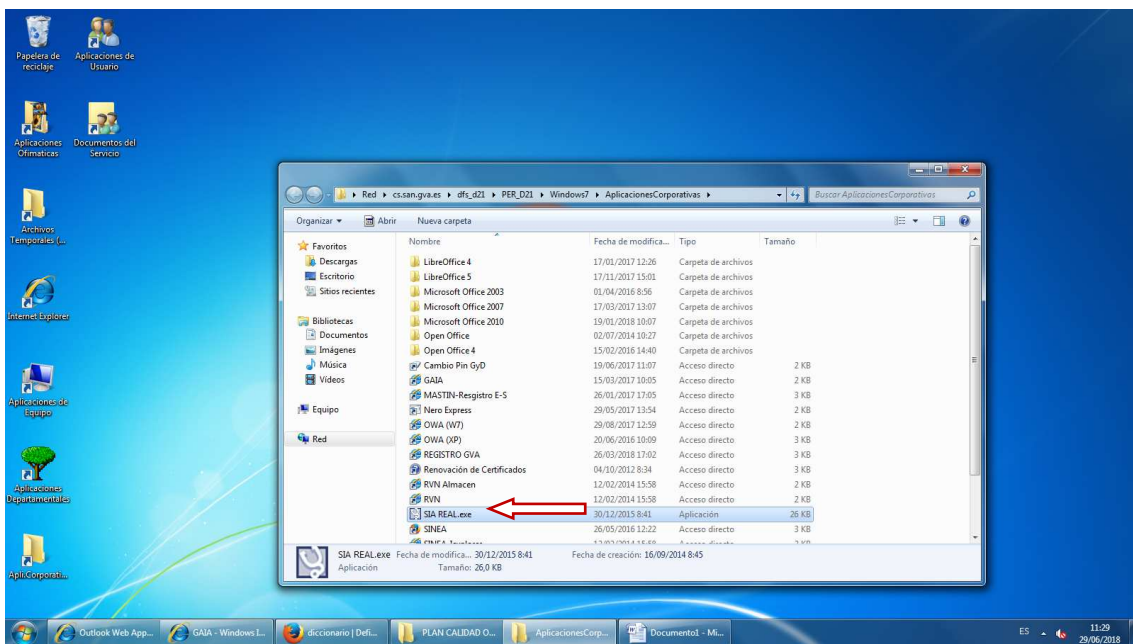 Papelera de reciclaje
Aplicaciones de Usuario
Aplicaciones Ofimaticas
Documentos del Servicio
Archivos Temporales (...
Internet Explorer
Aplicaciones de Equipo
Aplicaciones Departamentales
Apli.Corporati...
Red cs.san.gva.es dfs_d21 PER_D21 Windows7 AplicacionesCorporativas
Buscar AplicacionesCorporativas
Organizar Abrir Nueva carpeta
Favoritos
Descargas
Escritorio
Sitios recientes
Bibliotecas
Documentos
Imágenes
Música
Vídeos
Equipo
Red
Nombre Fecha de modifica... Tipo Tamaño
LibreOffice 4 17/01/2017 12:26 Carpeta de archivos
LibreOffice 5 17/11/2017 15:01 Carpeta de archivos
Microsoft Office 2003 01/04/2016 8:56 Carpeta de archivos
Microsoft Office 2007 17/03/2017 13:07 Carpeta de archivos
Microsoft Office 2010 19/01/2018 10:07 Carpeta de archivos
Open Office 02/07/2014 10:27 Carpeta de archivos
Open Office 4 15/02/2016 14:40 Carpeta de archivos
Cambio Pin GyD 19/06/2017 11:07 Acceso directo 2 KB
GAIA 15/03/2017 10:05 Acceso directo 2 KB
MASTIN-Resgistro E-S 26/01/2017 17:05 Acceso directo 3 KB
Nero Express 29/05/2017 13:54 Acceso directo 2 KB
OWA (W7) 29/08/2017 12:59 Acceso directo 2 KB
OWA (XP) 20/06/2016 10:09 Acceso directo 3 KB
REGISTRO GVA 26/03/2018 17:02 Acceso directo 3 KB
Renovación de Certificados 04/10/2012 8:34 Acceso directo 3 KB
RVN Almacen 12/02/2014 15:58 Acceso directo 2 KB
RVN 12/02/2014 15:58 Acceso directo 2 KB
SIA REAL.exe 30/12/2015 8:41 Aplicación 26 KB
SINEA 26/05/2016 12:22 Acceso directo 3 KB
SIA REAL.exe Fecha de modifica... 30/12/2015 8:41 Fecha de creación: 16/09/2014 8:45
Aplicación Tamaño: 26,0 KB
Outlook Web App... GAIA - Windows I... diccionario | Defi... PLAN CALIDAD O... AplicacionesCorp... Documento1 - Mi... ES 11:29
29/06/2018